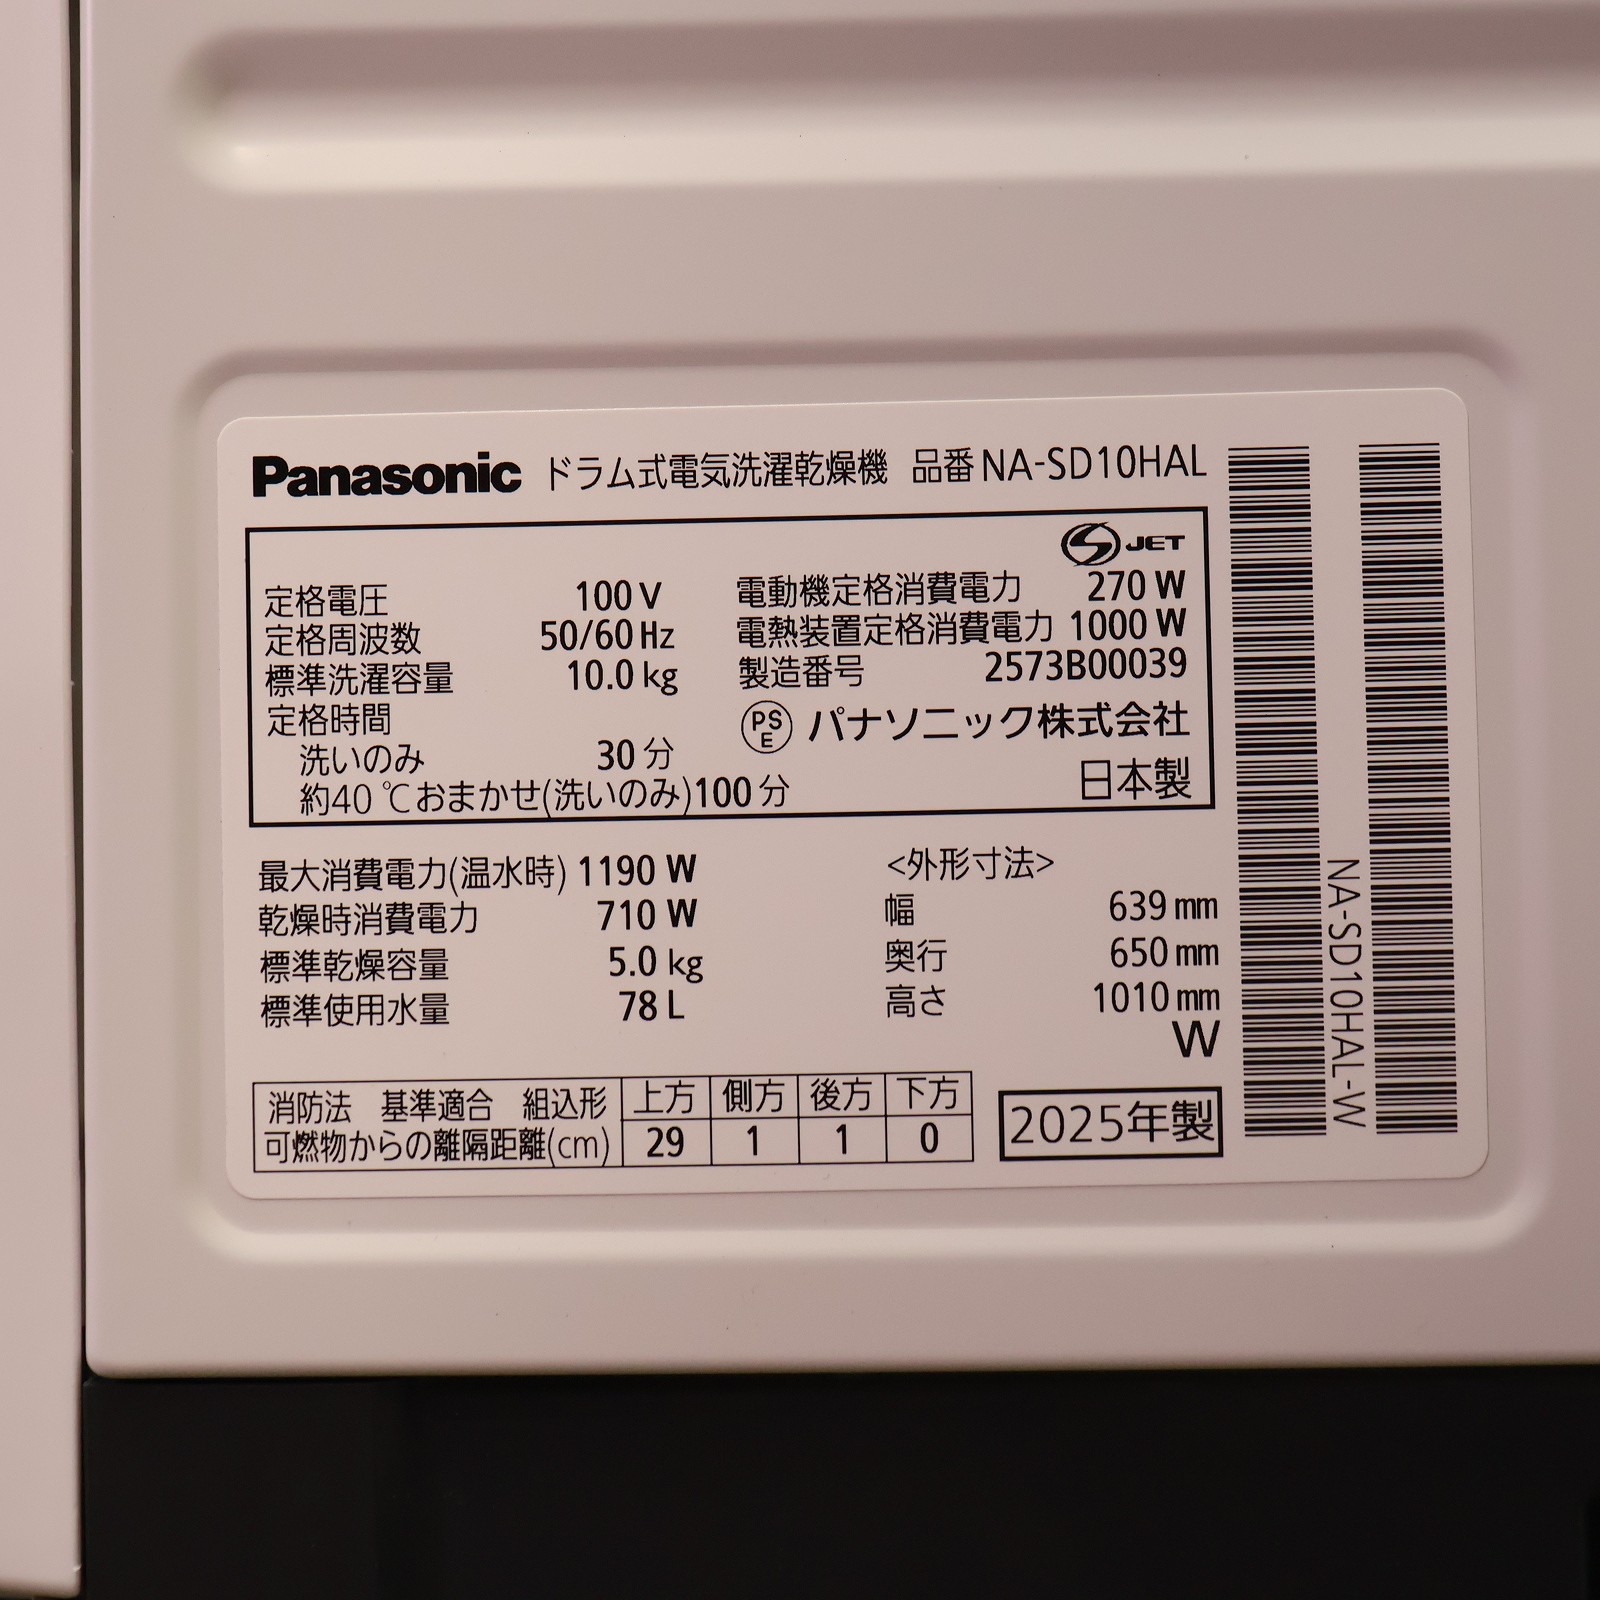 Panasonic ドラム式電気洗濯乾燥機 品番 NA-SD10HAL
JET
定格電圧 100 V
定格周波数 50/60 Hz
標準洗濯容量 10.0 kg
定格時間
洗いのみ 30 分
約40 ℃おまかせ(洗いのみ)100 分
電動機定格消費電力 270 W
電熱装置定格消費電力 1000 W
製造番号 2573B00039
PSE パナソニック株式会社
日本製
最大消費電力(温水時) 1190 W
乾燥時消費電力 710 W
標準乾燥容量 5.0 kg
標準使用水量 78 L
<外形寸法>
幅 639 mm
奥行 650 mm
高さ 1010 mm
W
消防法 基準適合 組込形 上方 側方 後方 下方
可燃物からの離隔距離(cm) 29 1 1 0
2025年製
NA-SD10HAL-W